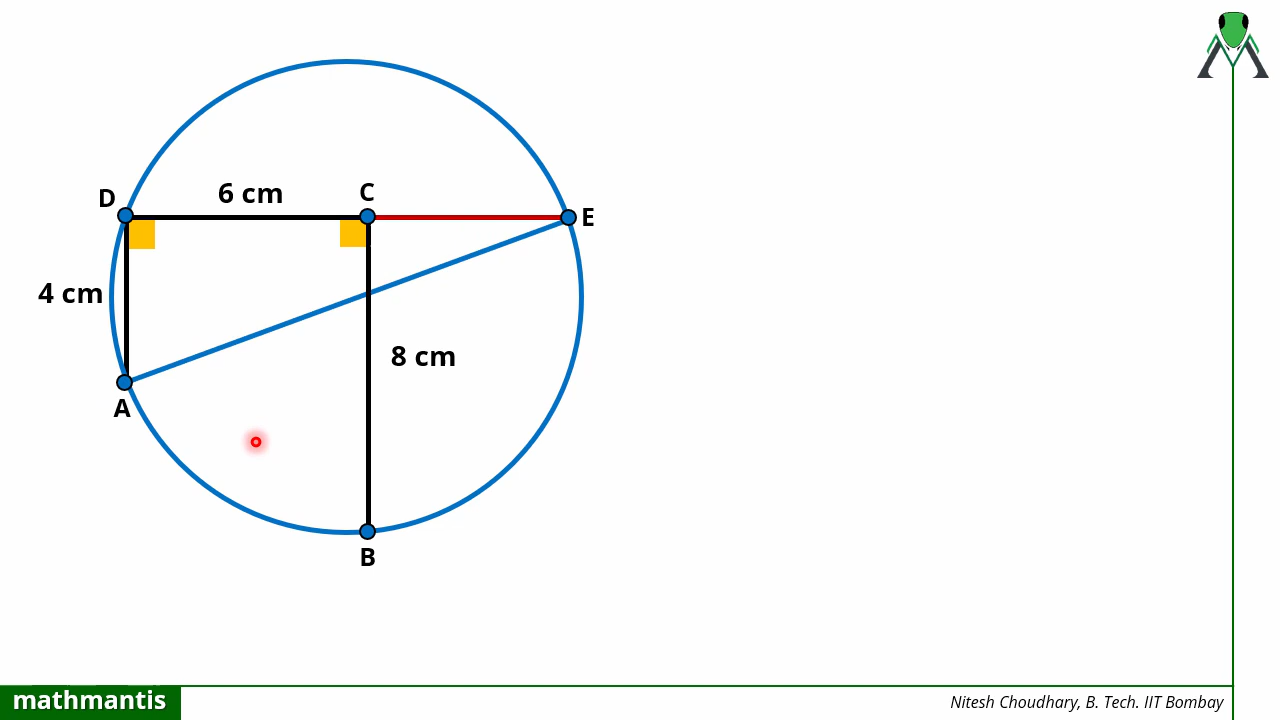 D
6 cm
C
E
4 cm
8 cm
A
B
mathmantis
Nitesh Choudhary, B. Tech. IIT Bombay